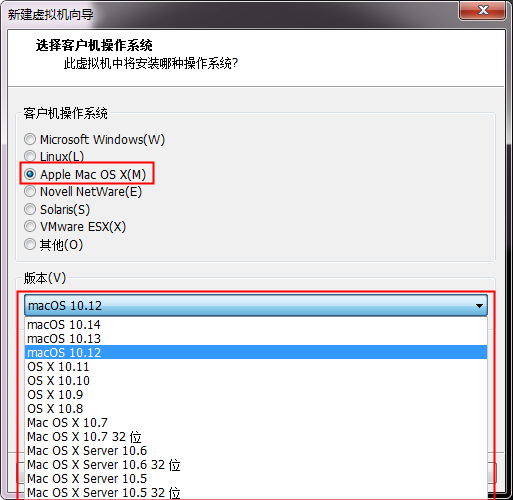 新建虚拟机向导
选择客户机操作系统
此虚拟机中将安装哪种操作系统?
客户机操作系统
Microsoft Windows(W)
Linux(L)
Apple Mac OS X(M)
Novell NetWare(E)
Solaris(S)
VMware ESX(X)
其他(O)
版本(V)
macOS 10.12
macOS 10.14
macOS 10.13
macOS 10.12
OS X 10.11
OS X 10.10
OS X 10.9
OS X 10.8
Mac OS X 10.7
Mac OS X 10.7 32 位
Mac OS X Server 10.6
Mac OS X Server 10.6 32 位
Mac OS X Server 10.5
Mac OS X Server 10.5 32 位